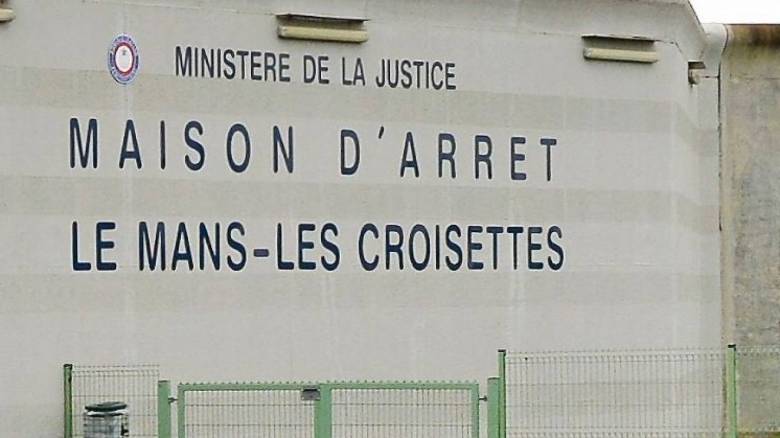 MINISTERE DE LA JUSTICE
MAISON D'ARRET
LE MANS-LES CROISETTES